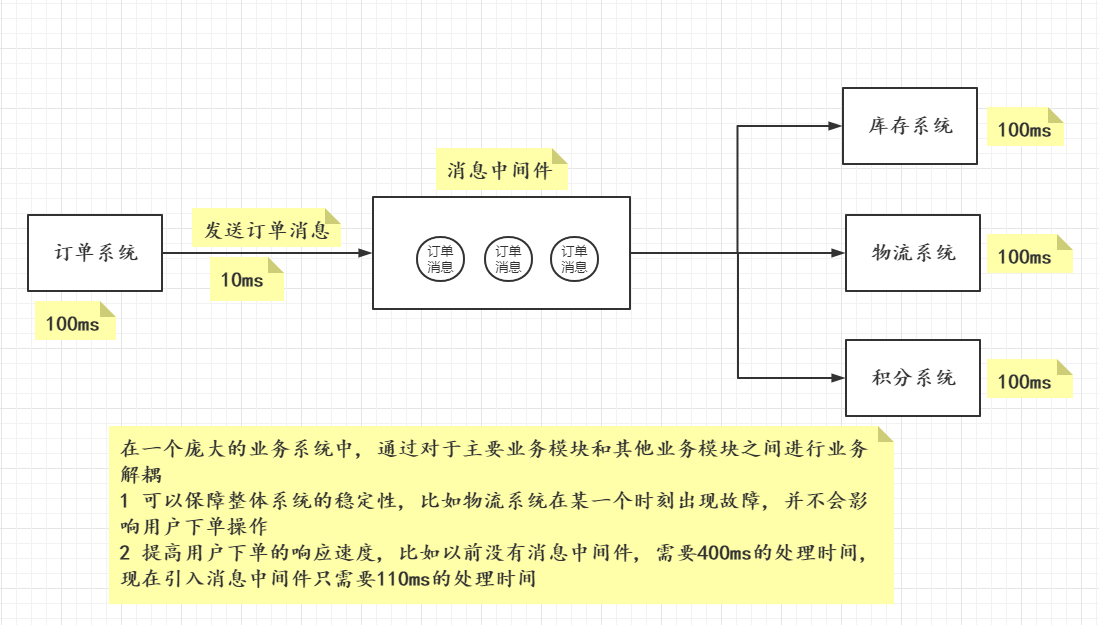 库存系统
100ms
消息中间件
发送订单消息
订单系统
订单
消息
订单
消息
订单
消息
物流系统
100ms
10ms
100ms
积分系统
100ms
在一个庞大的业务系统中, 通过对于主要业务模块和其他业务模块之间进行业务
解耦
1 可以保障整体系统的稳定性, 比如物流系统在某一个时刻出现故障, 并不会影
响用户下单操作
2 提高用户下单的响应速度, 比如以前没有消息中间件, 需要400ms的处理时间,
现在引入消息中间件只需要110ms的处理时间